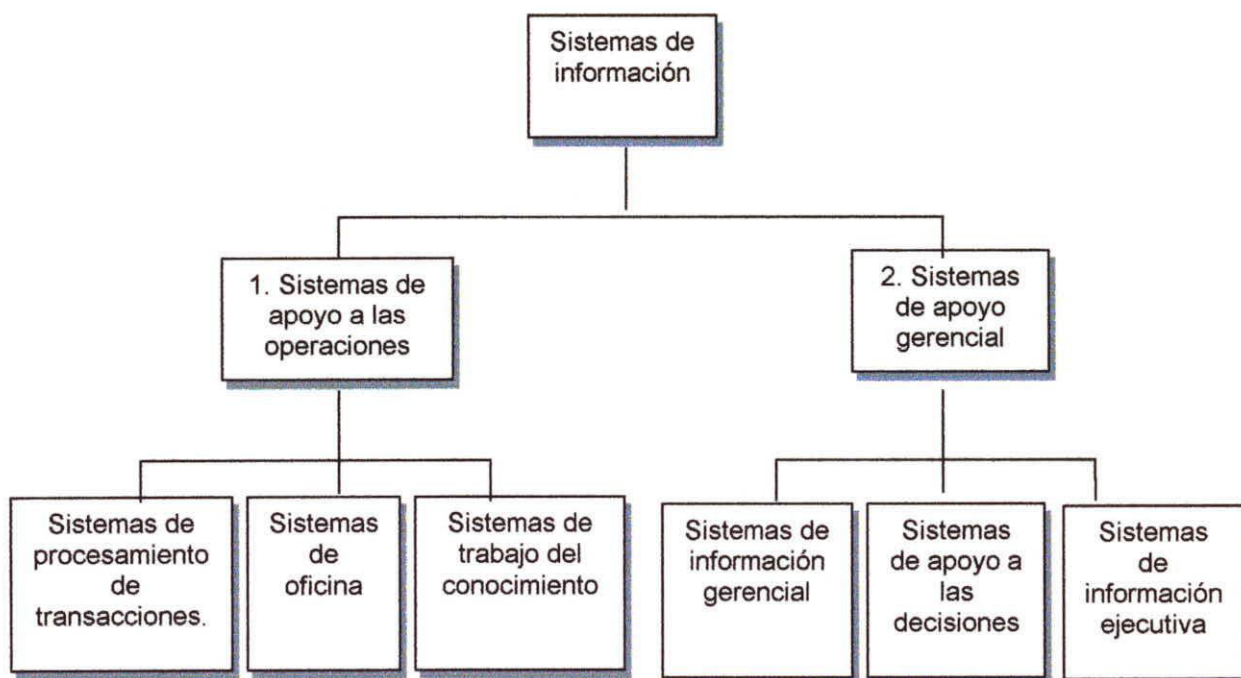 Sistemas de
información
1. Sistemas de
apoyo a las
operaciones
2. Sistemas
de apoyo
gerencial
Sistemas de
procesamiento
de
transacciones.
Sistemas
de
oficina
Sistemas de
trabajo del
conocimiento
Sistemas de
información
gerencial
Sistemas
de apoyo a
las
decisiones
Sistemas
de
información
ejecutiva